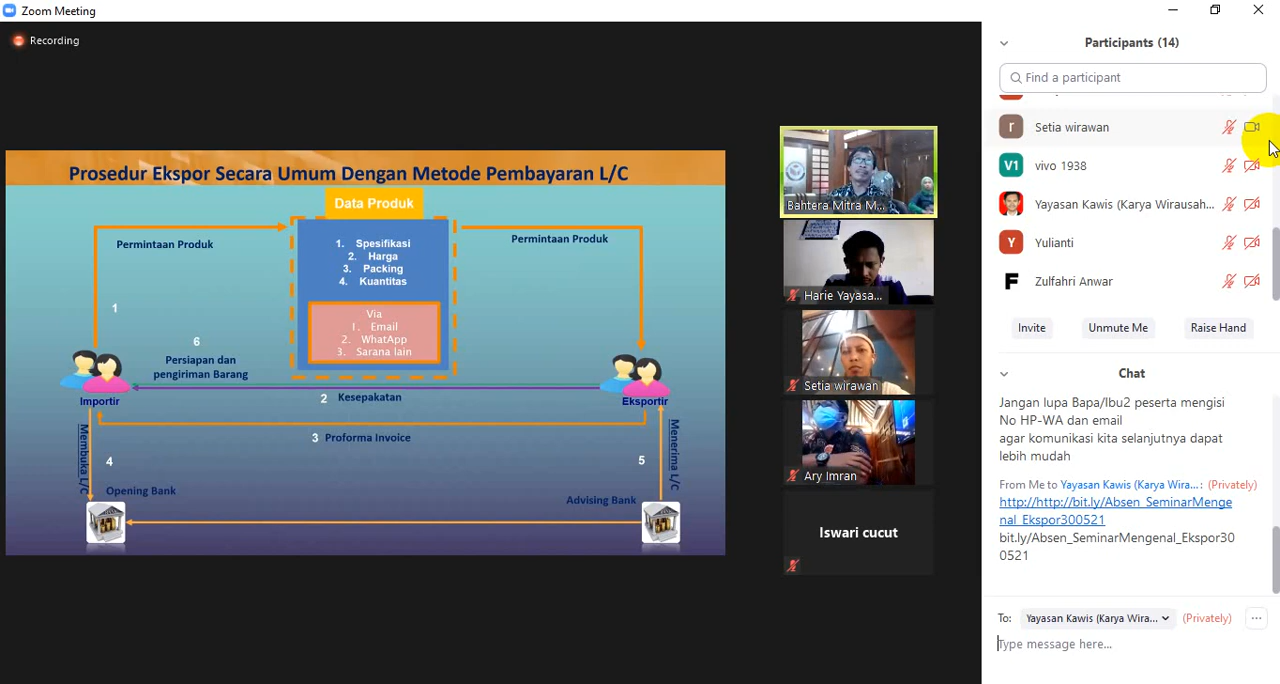 Zoom Meeting
Recording
Prosedur Ekspor Secara Umum Dengan Metode Pembayaran L/C
Data Produk
Permintaan Produk
1. Spesifikasi
2. Harga
3. Packing
4. Kuantitas
Permintaan Produk
Via
1. Email
2. WhatApp
3. Sarana lain
1
6
Persiapan dan
pengiriman Barang
Importir
2 Kesepakatan
Eksportir
3 Proforma Invoice
Membuka L/C
4
5
Menerima L/C
Opening Bank
Advising Bank
Bahtera Mitra M...
Harie Yayasa...
Setia wirawan
Ary Imran
Iswari cucut
Participants (14)
Find a participant
r Setia wirawan
V1 vivo 1938
Yayasan Kawis (Karya Wirausah...
Y Yulianti
F Zulfahri Anwar
Invite
Unmute Me
Raise Hand
Chat
Jangan lupa Bapa/Ibu2 peserta mengisi
No HP-WA dan email
agar komunikasi kita selanjutnya dapat
lebih mudah
From Me to Yayasan Kawis (Karya Wira... : (Privately)
http://http://bit.ly/Absen_SeminarMenge
nal_Ekspor300521
bit.ly/Absen_SeminarMengenal_Ekspor30
0521
To: Yayasan Kawis (Karya Wira... (Privately)
Type message here...